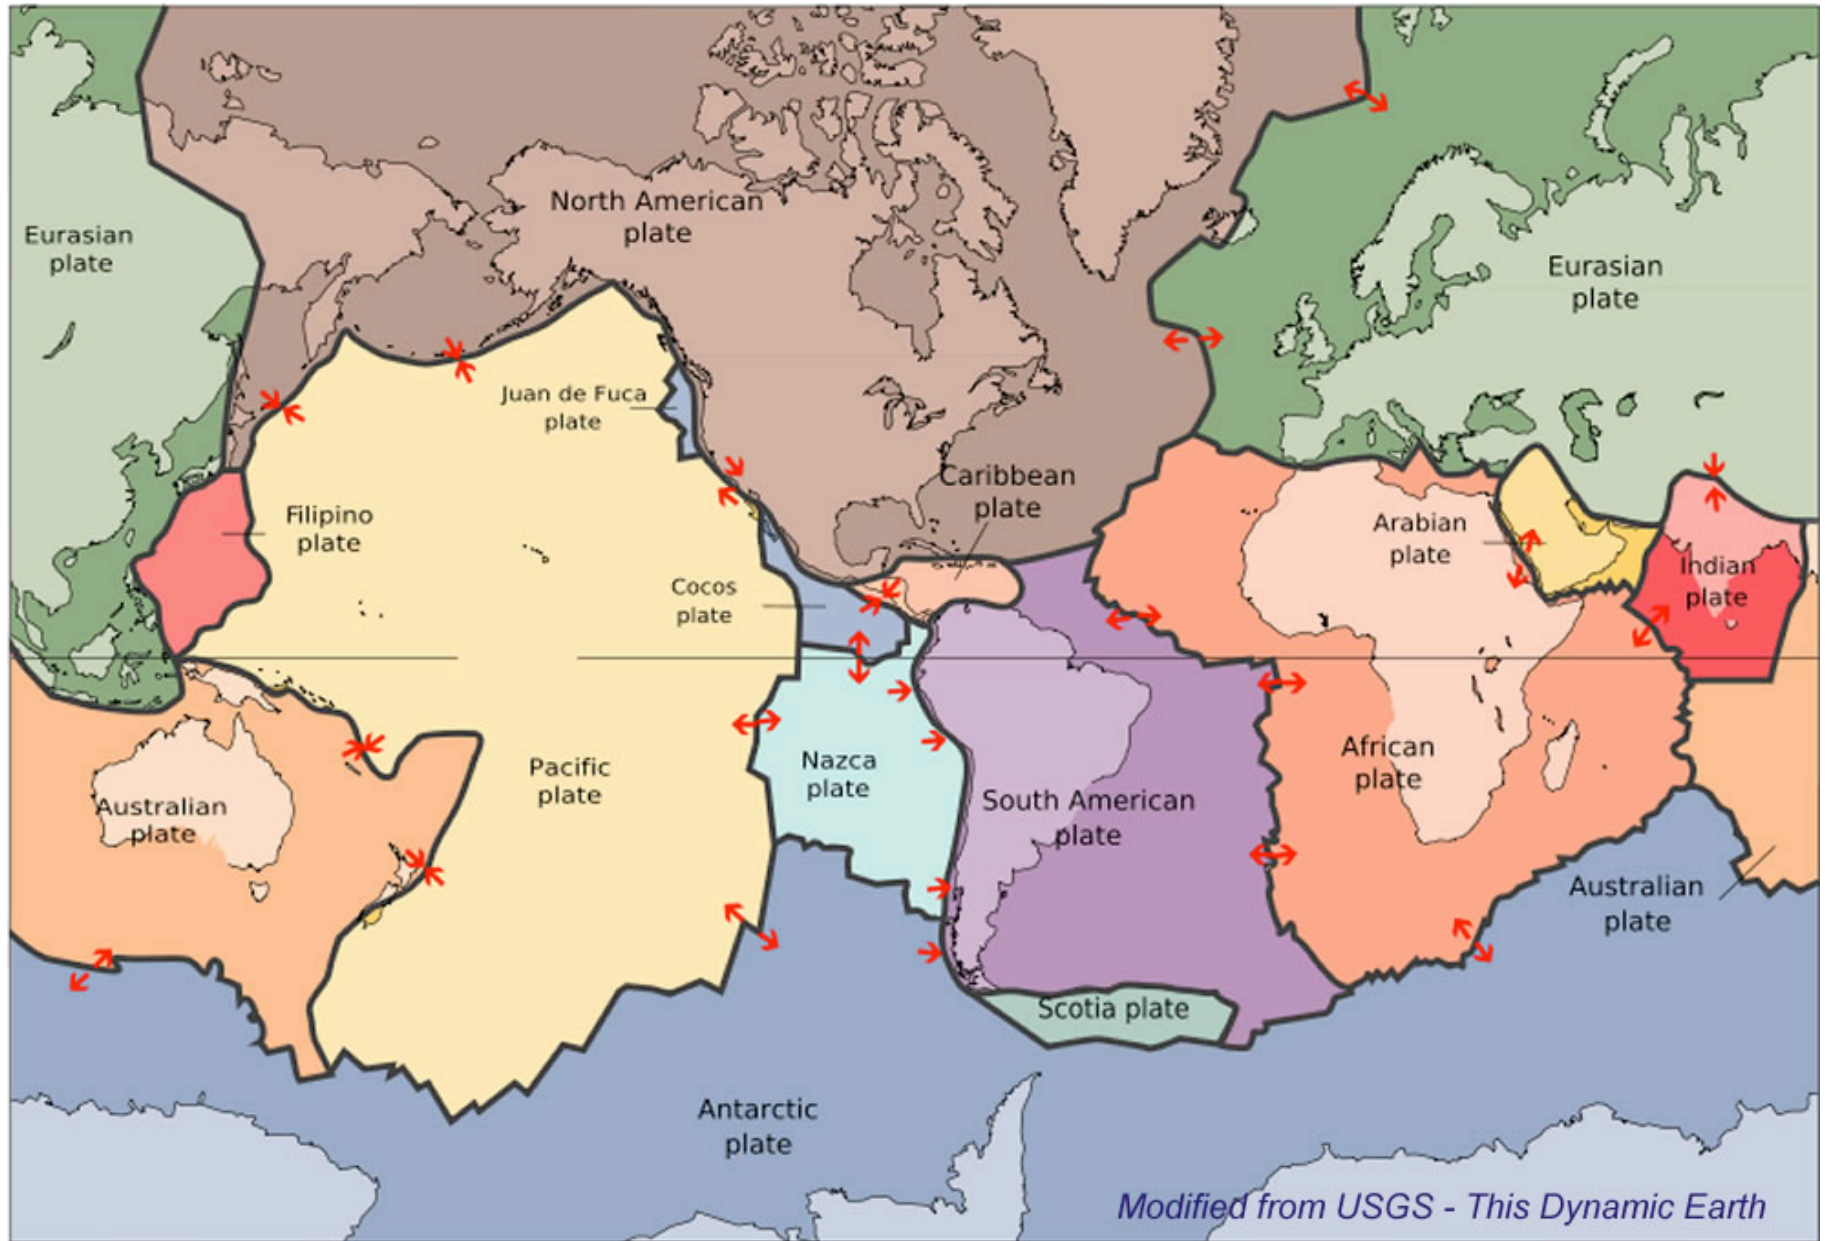 North American
plate
Eurasian
plate
Eurasian
plate
Juan de Fuca
plate
Caribbean
plate
Filipino
plate
Arabian
plate
Indian
plate
Cocos
plate
Pacific
plate
Nazca
plate
African
plate
South American
plate
Australian
plate
Australian
plate
Scotia plate
Antarctic
plate
Modified from USGS - This Dynamic Earth